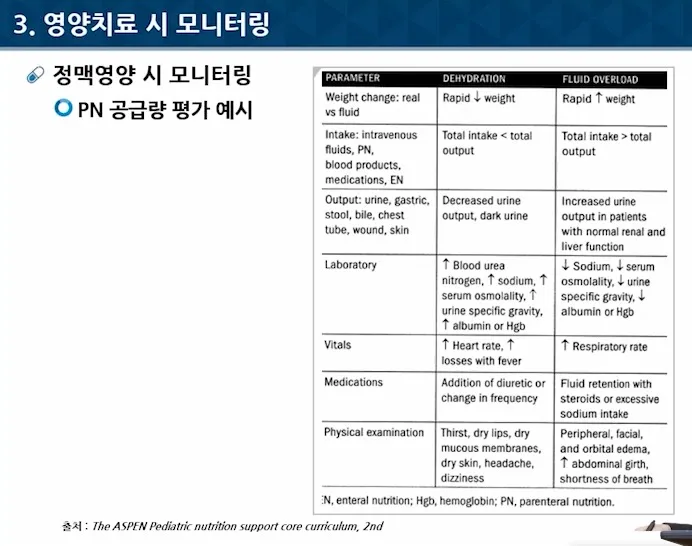 3. 영양치료 시 모니터링
정맥영양 시 모니터링
PN 공급량 평가 예시
PARAMETER DEHYDRATION FLUID OVERLOAD
Weight change: real vs fluid
Rapid ↓ weight
Rapid ↑ weight
Intake: intravenous
fluids, PN,
blood products,
medications, EN
Total intake < total
output
Total intake > total
output
Output: urine, gastric,
stool, bile, chest
tube, wound, skin
Decreased urine
output, dark urine
Increased urine
output in patients
with normal renal and
liver function
Laboratory
↑ Blood urea
nitrogen, ↑ sodium, ↑
serum osmolality, ↑
urine specific gravity,
↑ albumin or Hgb
↓ Sodium, ↓ serum
osmolality, ↓ urine
specific gravity, ↓
albumin or Hgb
Vitals
↑ Heart rate, ↑
losses with fever
↑ Respiratory rate
Medications
Addition of diuretic or
change in frequency
Fluid retention with
steroids or excessive
sodium intake
Physical examination
Thirst, dry lips, dry
mucous membranes,
dry skin, headache,
dizziness
Peripheral, facial,
and orbital edema,
↑ abdominal girth,
shortness of breath
EN, enteral nutrition; Hgb, hemoglobin; PN, parenteral nutrition.
출처 : The ASPEN Pediatric nutrition support core curriculum, 2nd